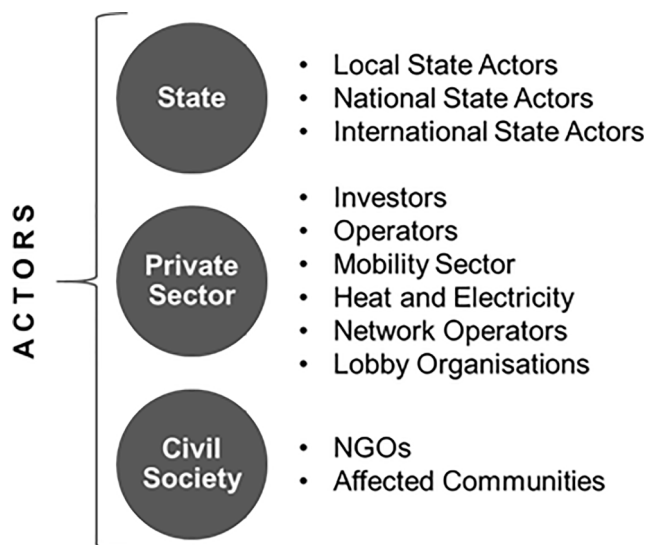 ACTORS
State
• Local State Actors
• National State Actors
• International State Actors
Private
Sector
• Investors
• Operators
• Mobility Sector
• Heat and Electricity
• Network Operators
• Lobby Organisations
Civil
Society
• NGOs
• Affected Communities